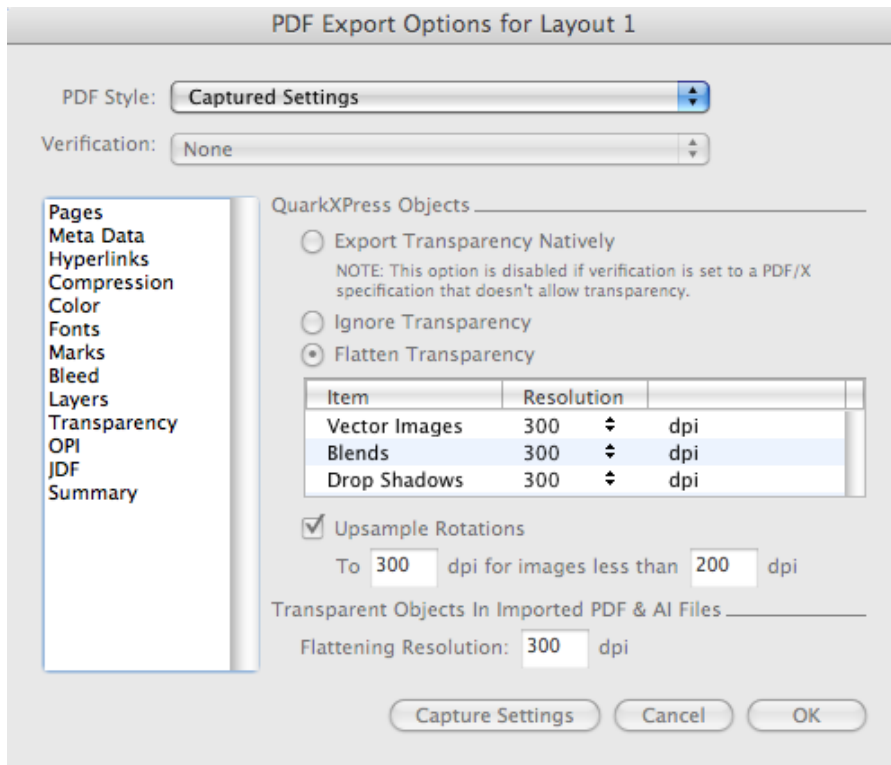 PDF Export Options for Layout 1
PDF Style: Captured Settings
Verification: None
Pages
Meta Data
Hyperlinks
Compression
Color
Fonts
Marks
Bleed
Layers
Transparency
OPI
JDF
Summary
QuarkXPress Objects
Export Transparency Natively
NOTE: This option is disabled if verification is set to a PDF/X
specification that doesn't allow transparency.
Ignore Transparency
Flatten Transparency
Item Resolution
Vector Images 300 dpi
Blends 300 dpi
Drop Shadows 300 dpi
Upsample Rotations
To 300 dpi for images less than 200 dpi
Transparent Objects In Imported PDF & AI Files
Flattening Resolution: 300 dpi
Capture Settings Cancel OK